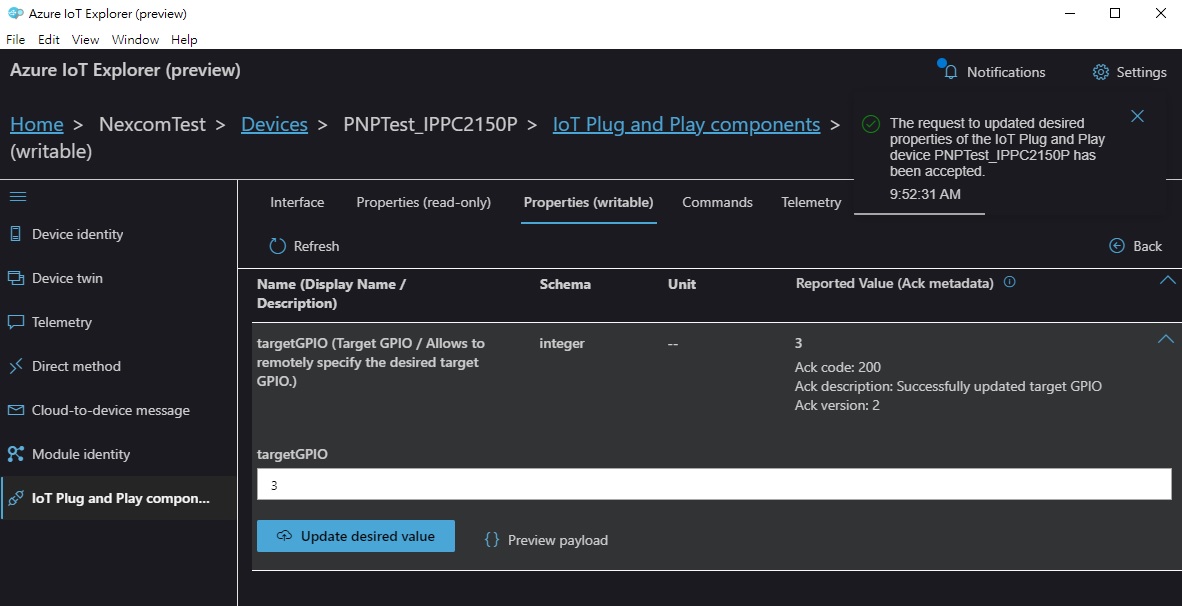 Azure IoT Explorer (preview)
File Edit View Window Help
Azure IoT Explorer (preview)
Notifications
Settings
Home > NexcomTest > Devices > PNPTest_IPPC2150P > IoT Plug and Play components >
(writable)
The request to updated desired
properties of the IoT Plug and Play
device PNPTest_IPPC2150P has
been accepted.
9:52:31 AM
Device identity
Device twin
Telemetry
Direct method
Cloud-to-device message
Module identity
IoT Plug and Play compon...
Interface Properties (read-only) Properties (writable) Commands Telemetry
Refresh
Back
Name (Display Name /
Description)
Schema
Unit
Reported Value (Ack metadata)
targetGPIO (Target GPIO / Allows to
remotely specify the desired target
GPIO.)
integer
--
3
Ack code: 200
Ack description: Successfully updated target GPIO
Ack version: 2
targetGPIO
3
Update desired value
{} Preview payload